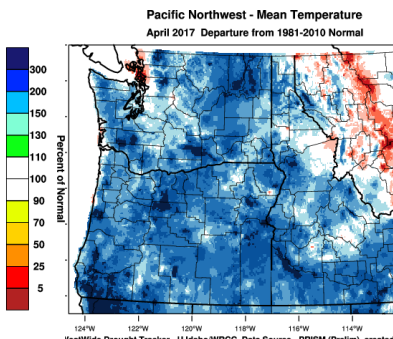 Pacific Northwest - Mean Temperature
April 2017 Departure from 1981-2010 Normal
300
200
150
130
110
100
90
70
50
25
5
Percent of Normal
124°W 122°W 120°W 118°W 116°W 114°W
WestWide Drought Tracker - U Idaho/WRCC Data Source - PRISM (Prelim), created